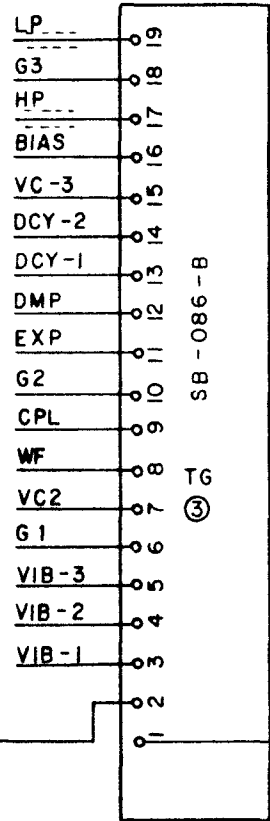 LP 19
G3 18
HP 17
BIAS 16
VC-3 15
DCY-2 14
DCY-1 13
DMP 12
EXP 11
G2 10
CPL 9
WF 8
VC2 7
G1 6
VIB-3 5
VIB-2 4
VIB-1 3
2
1
SB-086-B
TG
③